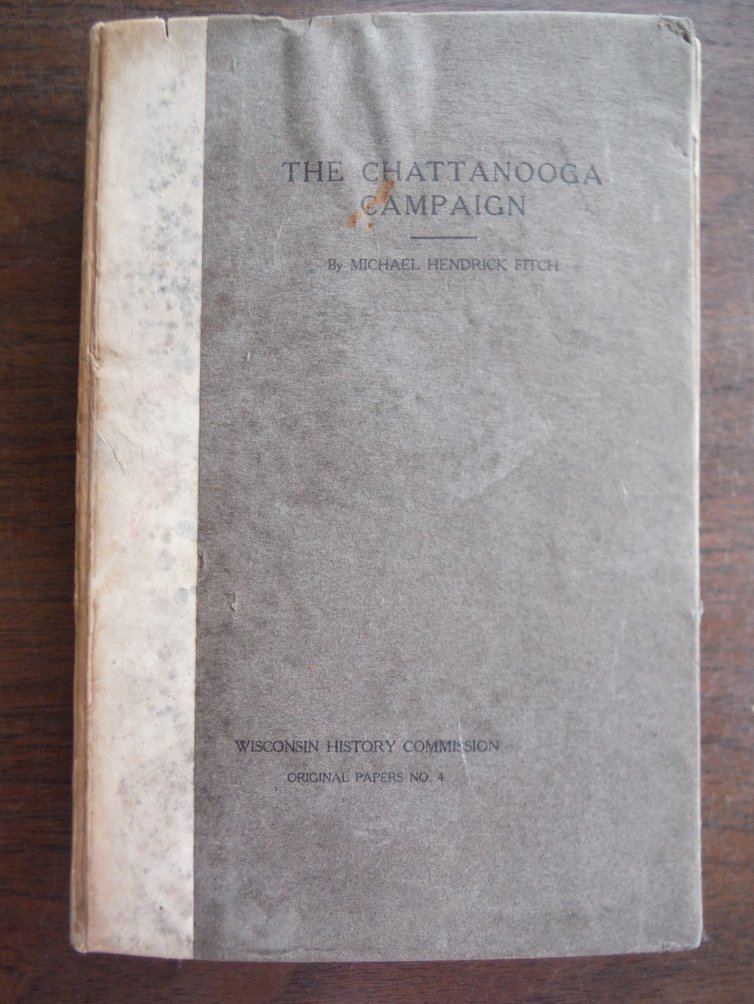 THE CHATTANOOGA
CAMPAIGN
By MICHAEL HENDRICK FITCH
WISCONSIN HISTORY COMMISSION
ORIGINAL PAPERS NO. 4